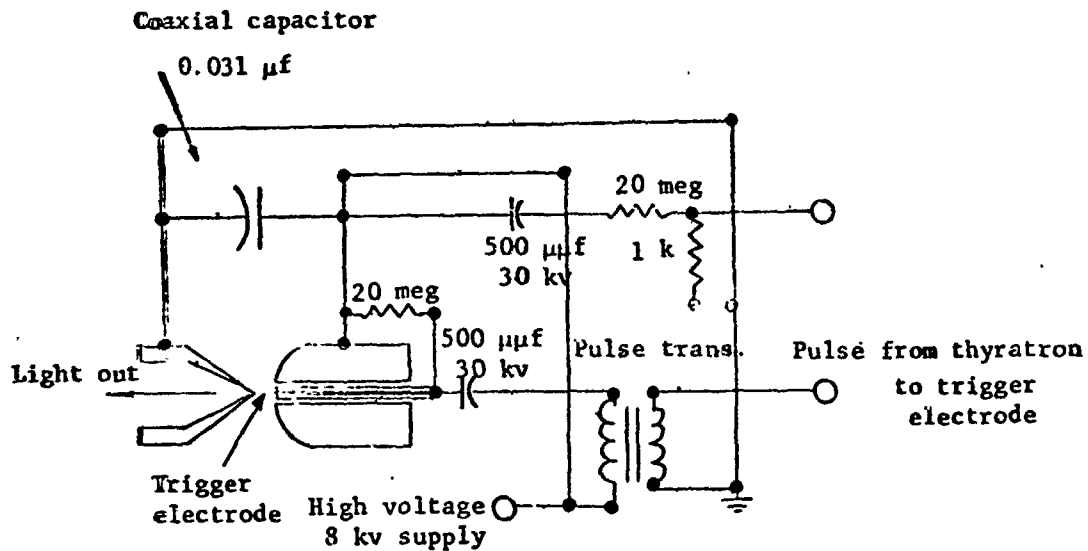 Coaxial capacitor
0.031 µf
20 meg
500 µµf
30 kv
1 k
20 meg
500 µµf
30 kv
Pulse trans.
Pulse from thyratron
to trigger
electrode
Light out
Trigger
electrode
High voltage
8 kv supply